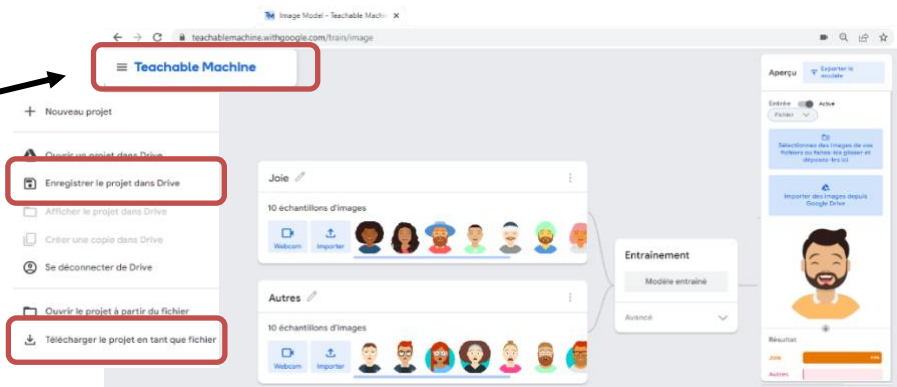 Image Model - Teachable Machin
teachablemachine.withgoogle.com/train/image
Teachable Machine
Nouveau projet
Ouvrir un projet dans Drive
Enregistrer le projet dans Drive
Afficher le projet dans Drive
Créer une copie dans Drive
Se déconnecter de Drive
Ouvrir le projet à partir du fichier
Télécharger le projet en tant que fichier
Joie
10 échantillons d'images
Webcam
Importer
Autres
10 échantillons d'images
Webcam
Importer
Entraînement
Modèle entraîné
Avancé
Aperçu
Exporter le
modèle
Entrée
Activé
Fichier
Sélectionnez des images de vos
fichiers ou faites-les glisser et
déposez-les ici
Importer des images depuis
Google Drive
Résultat
Joie
Autres